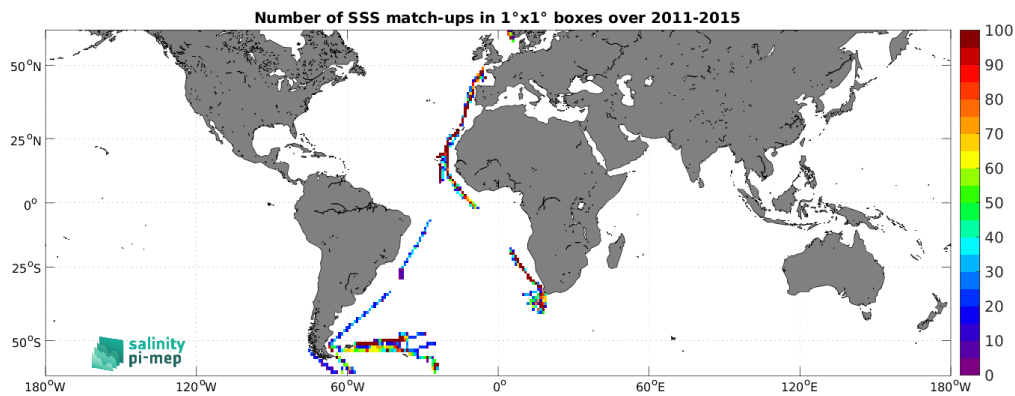 Number of SSS match-ups in 1°x1° boxes over 2011-2015
50°N
25°N
0°
25°S
50°S
180°W 120°W 60°W 0° 60°E 120°E 180°W
100
90
80
70
60
50
40
30
20
10
0
salinity
pi-mep